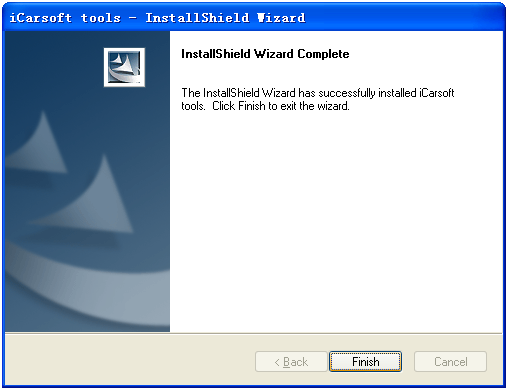 iCarsoft tools - InstallShield Wizard
InstallShield Wizard Complete
The InstallShield Wizard has successfully installed iCarsoft
tools. Click Finish to exit the wizard.
< Back
Finish
Cancel